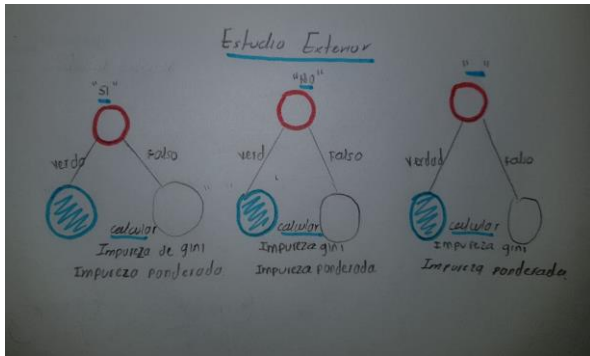 Estudio Exterior
"SI"
"NO"
" "
verda
Falso
verd
Falso
verdad
Falso
calcular
Impureza de gini
Impureza ponderada
calcular
Impureza gini
Impureza ponderada
calcular
Impureza gini
Impureza ponderada